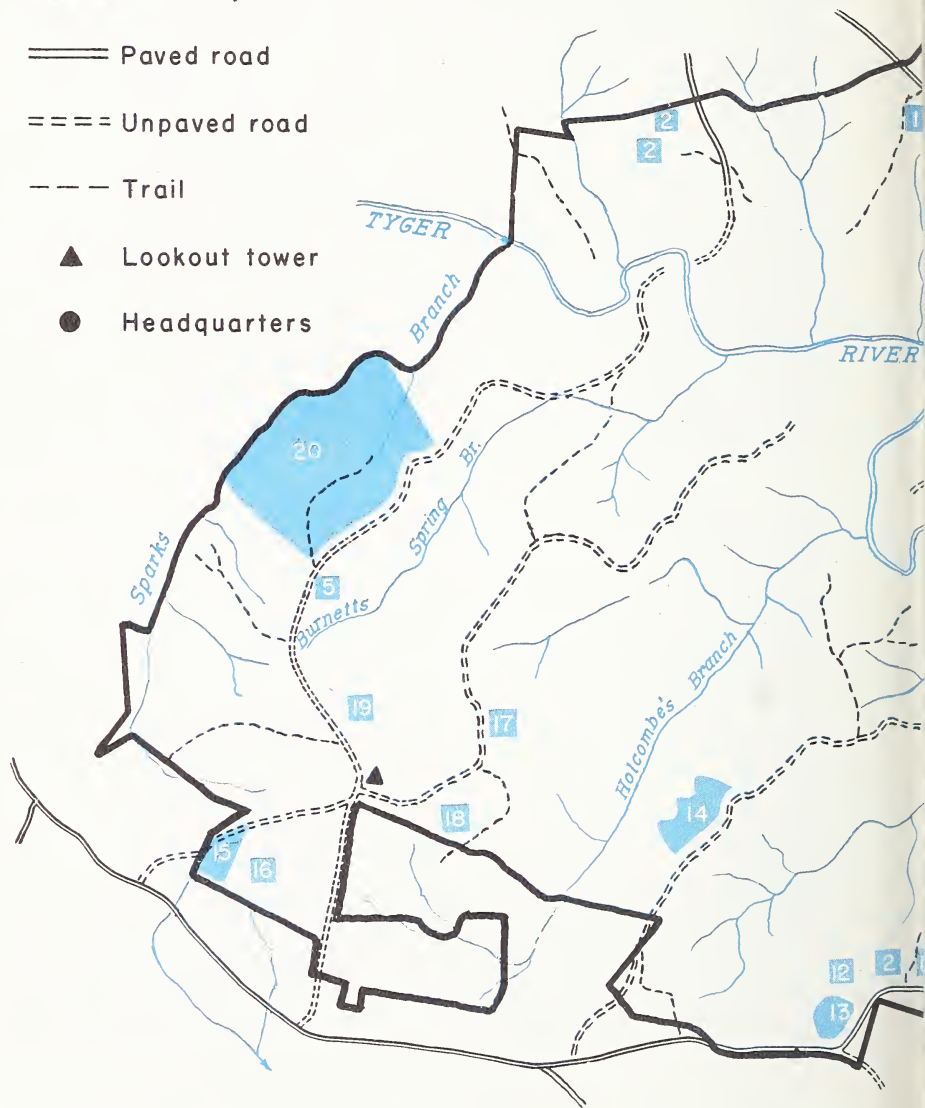 Paved road
Unpaved road
Trail
Lookout tower
Headquarters
2
2
1
TYGER
Branch
RIVER
20
Br.
Spring
Sparks
5
Burnetts
19
17
Branch
Holcombe's
14
18
15
16
12
2
13